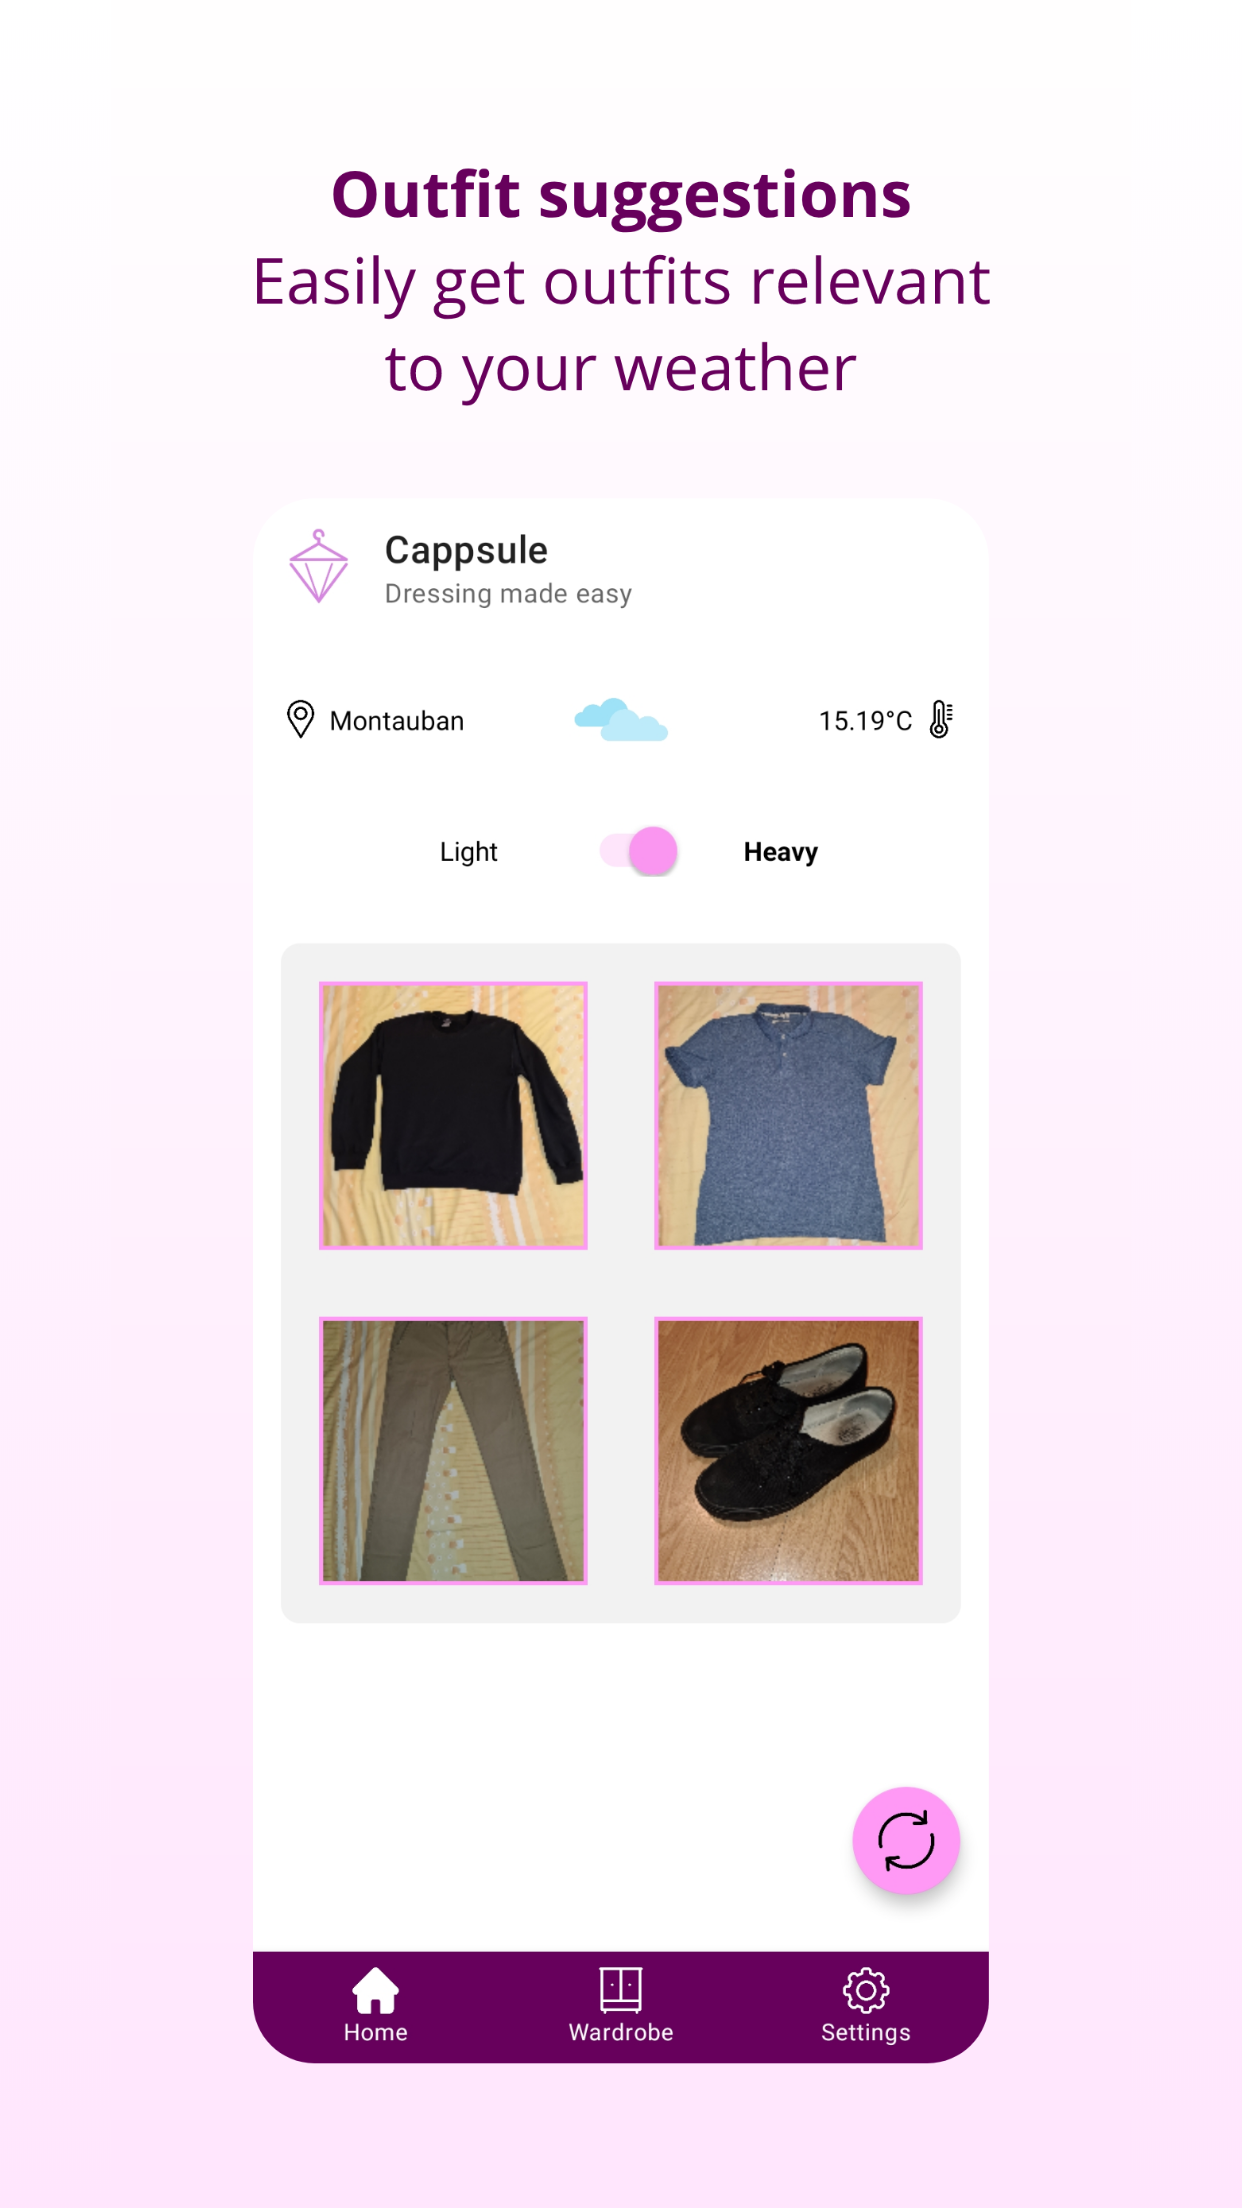 Outfit suggestions
Easily get outfits relevant
to your weather
Cappsule
Dressing made easy
Montauban
15.19°C
Light
Heavy
Home
Wardrobe
Settings